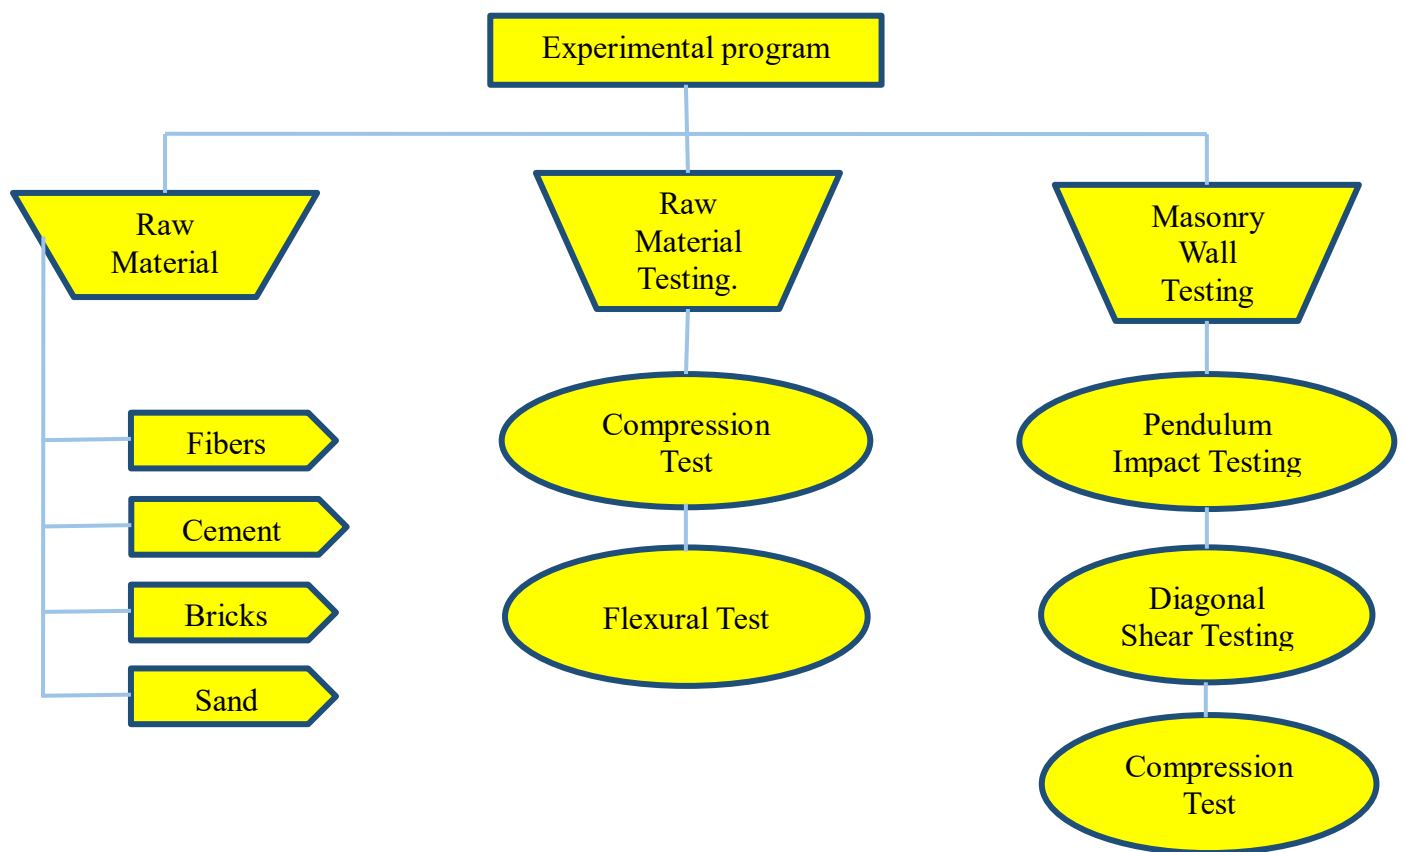 Experimental program
Raw
Material
Raw
Material
Testing.
Masonry
Wall
Testing
Fibers
Cement
Bricks
Sand
Compression
Test
Flexural Test
Pendulum
Impact Testing
Diagonal
Shear Testing
Compression
Test